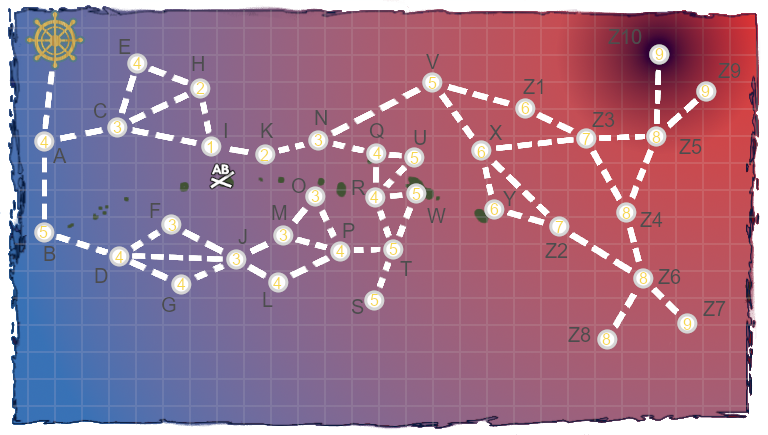 Z10
9
E
4
V
5
Z9
9
H
2
Z1
6
C
3
N
3
Z3
7
8
Z5
4
A
I
1
K
2
Q
4
U
5
X
6
AB
O
3
R
4
5
W
F
3
M
3
Y
6
Z4
8
5
B
P
4
T
5
7
Z2
D
4
J
3
G
4
L
4
8
Z6
S
5
Z7
9
Z8
8